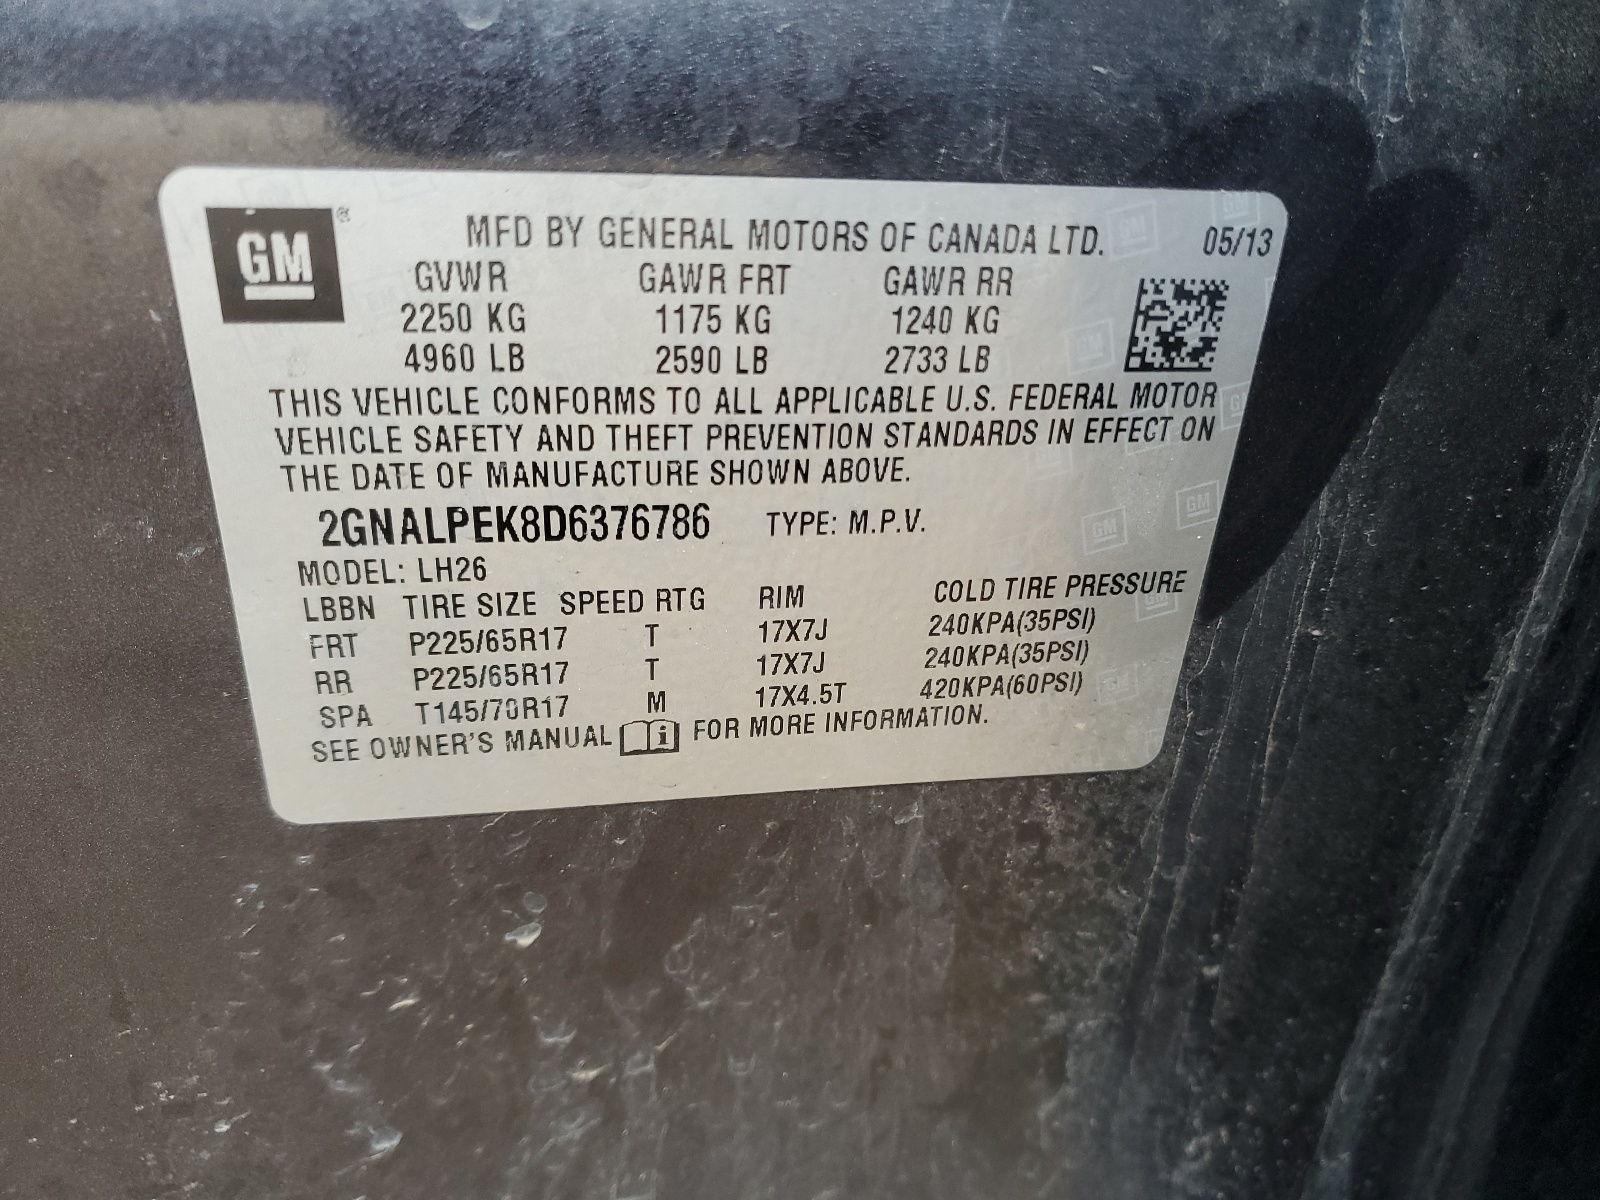 GM® MFD BY GENERAL MOTORS OF CANADA LTD. 05/13
GVWR GAWR FRT GAWR RR
2250 KG 1175 KG 1240 KG
4960 LB 2590 LB 2733 LB
THIS VEHICLE CONFORMS TO ALL APPLICABLE U.S. FEDERAL MOTOR
VEHICLE SAFETY AND THEFT PREVENTION STANDARDS IN EFFECT ON
THE DATE OF MANUFACTURE SHOWN ABOVE.
2GNALPEK8D6376786 TYPE: M.P.V.
MODEL: LH26
LBBN TIRE SIZE SPEED RTG RIM COLD TIRE PRESSURE
FRT P225/65R17 T 17X7J 240KPA(35PSI)
RR P225/65R17 T 17X7J 240KPA(35PSI)
SPA T145/70R17 M 17X4.5T 420KPA(60PSI)
SEE OWNER'S MANUAL i FOR MORE INFORMATION.